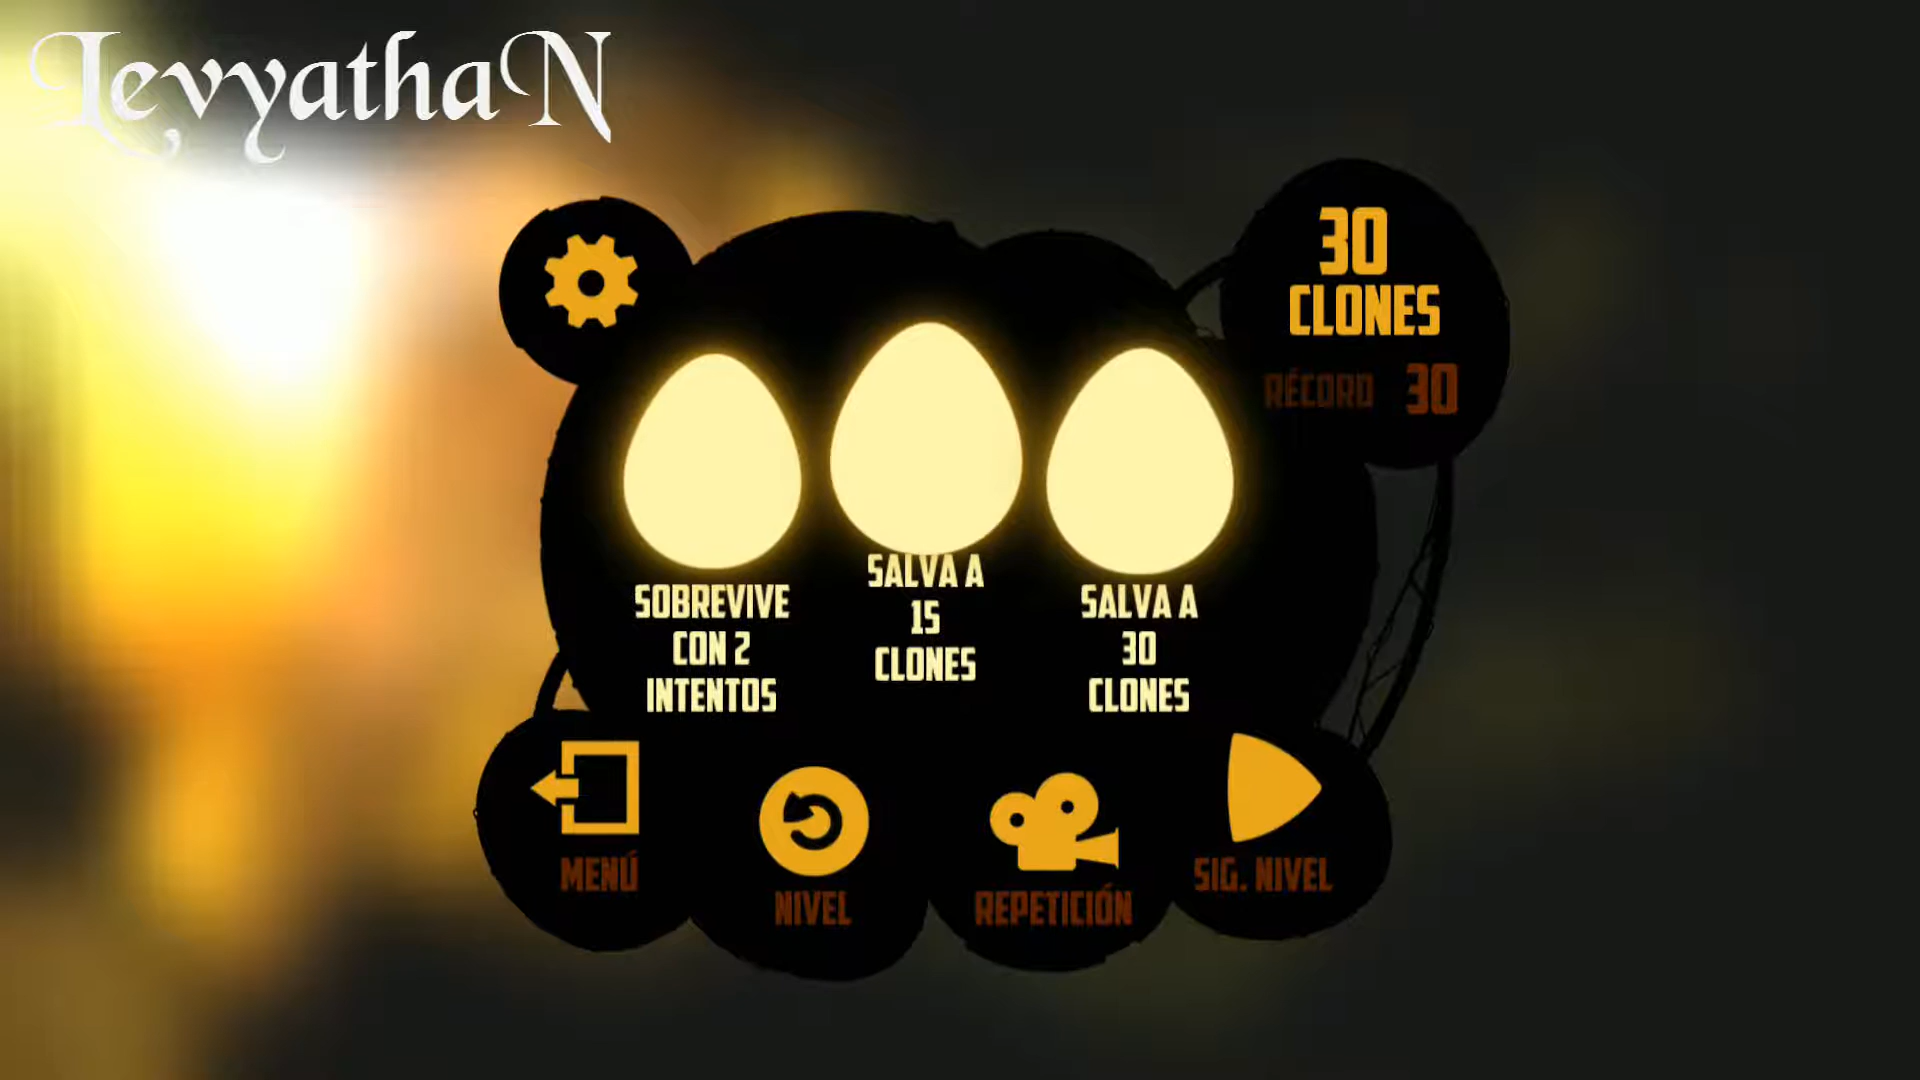 LevyathaN
30
CLONES
RÉCORD 30
SOBREVIVE
CON 2
INTENTOS
SALVA A
15
CLONES
SALVA A
30
CLONES
MENÚ
NIVEL
REPETICIÓN
SIG. NIVEL